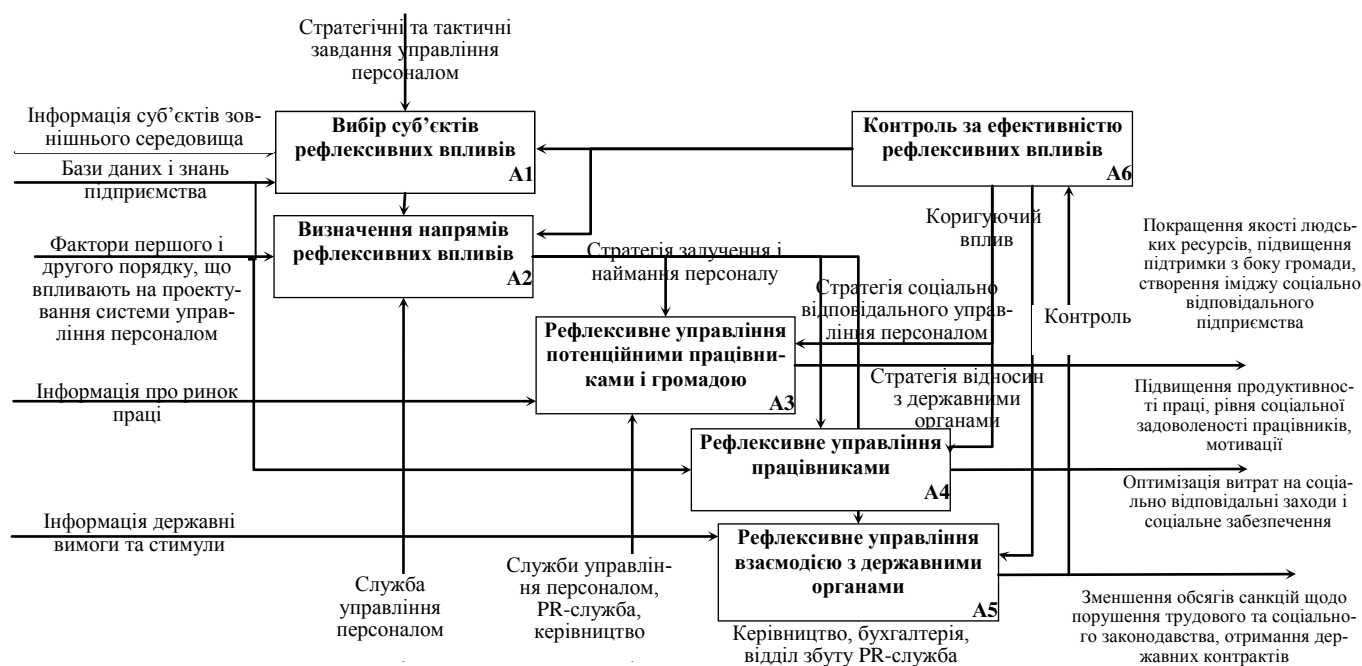 Стратегічні та тактичні
завдання управління
персоналом
Інформація суб’єктів зов-
нішнього середовища
Бази даних і знань
підприємства
Вибір суб’єктів
рефлексивних впливів
А1
Контроль за ефективністю
рефлексивних впливів
А6
Фактори першого і
другого порядку, що
впливають на проекту-
вання системи управ-
ління персоналом
Визначення напрямів
рефлексивних впливів
А2
Стратегія залучення і
наймання персоналу
Коригуючий
вплив
Стратегія соціально
відповідального управ-
ління персоналом
Контроль
Покращення якості людсь-
ких ресурсів, підвищення
підтримки з боку громади,
створення іміджу соціально
відповідального
підприємства
Рефлексивне управління
потенційними працівни-
ками і громадою
А3
Інформація про ринок
праці
Стратегія відносин
з державними
органами
Підвищення продуктивнос-
ті праці, рівня соціальної
задоволеності працівників,
мотивації
Рефлексивне управління
працівниками
А4
Оптимізація витрат на соціа-
льно відповідальні заходи і
соціальне забезпечення
Інформація державні
вимоги та стимули
Рефлексивне управління
взаємодією з державними
органами
А5
Служба
управління
персоналом
Служби управлін-
ня персоналом,
PR-служба,
керівництво
Керівництво, бухгалтерія,
відділ збуту PR-служба
Зменшення обсягів санкцій щодо
порушення трудового та соціально-
го законодавства, отримання дер-
жавних контрактів